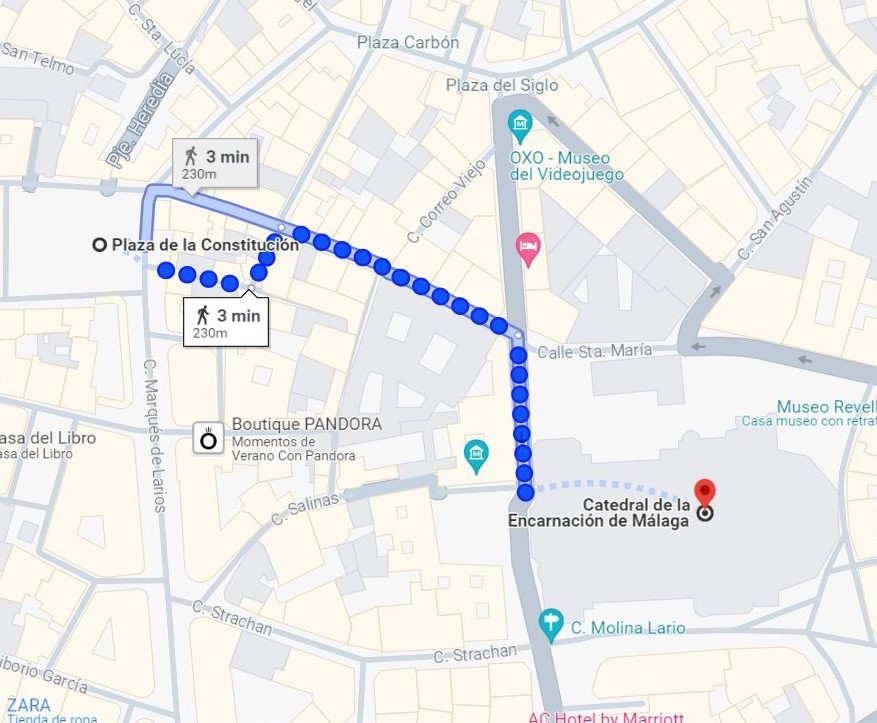 C. Sta. Lucía
San Telmo
Pje. Heredia
Plaza Carbón
Plaza del Siglo
OXO - Museo
del Videojuego
3 min
230m
C. Correo Viejo
C. San Agustín
Plaza de la Constitución
3 min
230m
Calle Sta. María
C. Marqués de Larios
Boutique PANDORA
Momentos de
Verano Con Pandora
asa del Libro
asa del Libro
Museo Revell
Casa museo con retrat
C. Salinas
Catedral de la
Encarnación de Málaga
C. Strachan
C. Molina Lario
C. Strachan
iborio García
ZARA
Tienda de ropa
AC Hotel by Marriott